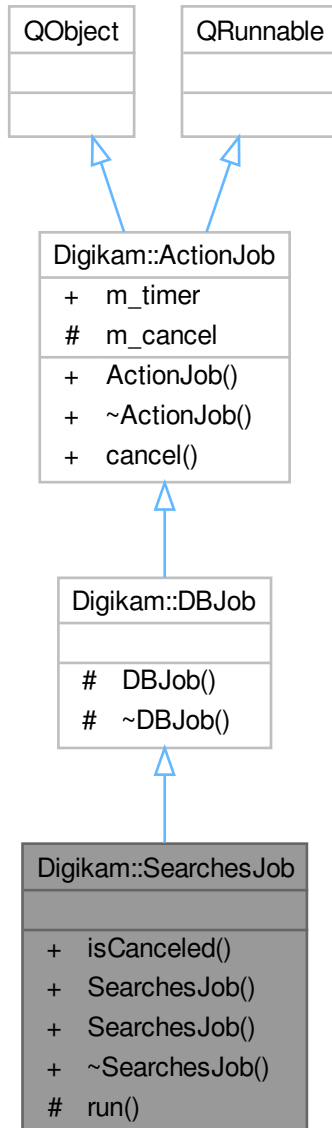 QObject
QRunnable
Digikam::ActionJob
+ m_timer
# m_cancel
+ ActionJob()
+ ~ActionJob()
+ cancel()
Digikam::DBJob
# DBJob()
# ~DBJob()
Digikam::SearchesJob
+ isCanceled()
+ SearchesJob()
+ SearchesJob()
+ ~SearchesJob()
# run()